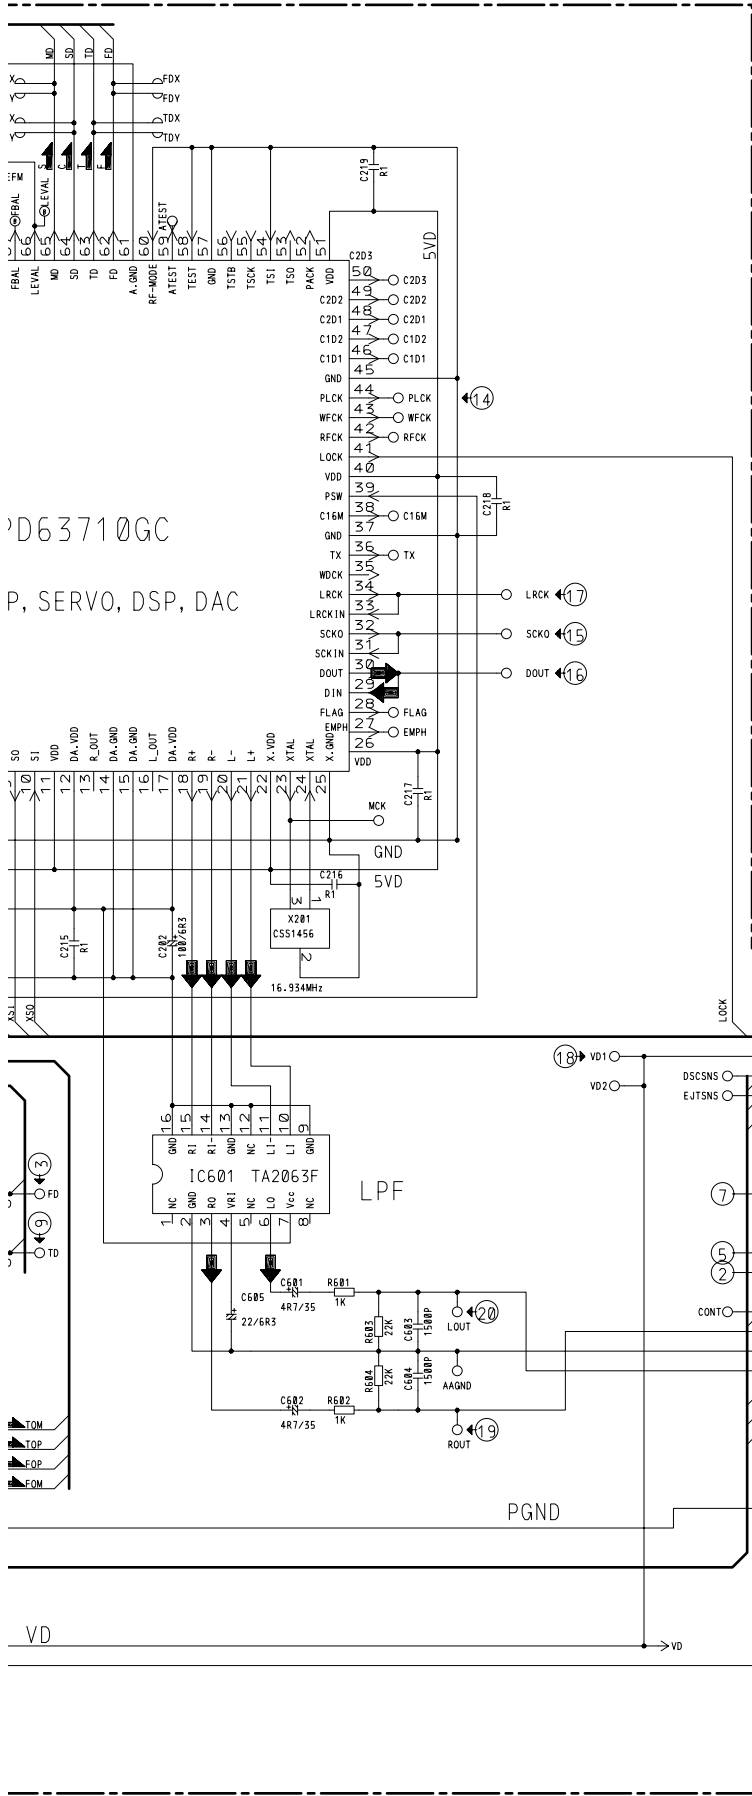 MD
SD
TD
FD
X
FDX
Y
FDY
X
TDX
Y
TDY
S
C
T
F
EFM
FBAL
LEVAL
ATEST
C219
R1
5VD
66
65
64
63
62
61
60
59
58
57
56
55
54
53
52
51
FBAL
LEVAL
MD
SD
TD
FD
A.GND
RF-MODE
ATEST
TEST
GND
TSTB
TSCK
TSI
TSO
PACK
VDD
C2D3
50
C2D3
C2D2
49
C2D2
C2D1
48
C2D1
C1D2
47
C1D2
C1D1
46
C1D1
GND
45
PLCK
44
PLCK
14
WFCK
43
WFCK
RFCK
42
RFCK
LOCK
41
VDD
40
PSW
39
C218
R1
C16M
38
C16M
GND
37
PD63710GC
TX
36
TX
WDCK
35
P, SERVO, DSP, DAC
LRCK
34
LRCK
17
LRCKIN
33
SCKO
32
SCKO
15
SCKIN
31
DOUT
30
DOUT
16
DIN
29
FLAG
28
FLAG
EMPH
27
EMPH
26
VDD
SO
SI
VDD
DA.VDD
R_OUT
DA.GND
DA.GND
L_OUT
DA.VDD
R+
R-
L-
L+
X.VDD
XTAL
XTAL
X.GND
9
10
11
12
13
14
15
16
17
18
19
20
21
22
23
24
25
C217
R1
MCK
GND
5VD
C216
R1
3
1
X201
CSS1456
2
16.934MHz
C215
R1
C202
100/6R3
XSI
XSO
LOCK
18
VD1
VD2
DSCSNS
EJTSNS
16
15
14
13
12
11
10
9
GND
RI
RI-
GND
NC
LI-
LI
GND
IC601 TA2063F
LPF
NC
GND
RO
VRI
NC
LO
Vcc
NC
1
2
3
4
5
6
7
8
3
FD
9
TD
7
5
2
CONT
C605
22/6R3
C601
4R7/35
R601
1K
R603
22K
C603
1500P
20
LOUT
R604
22K
C604
1500P
AAGND
C602
4R7/35
R602
1K
19
ROUT
TOM
TOP
FOP
FOM
PGND
VD
VD